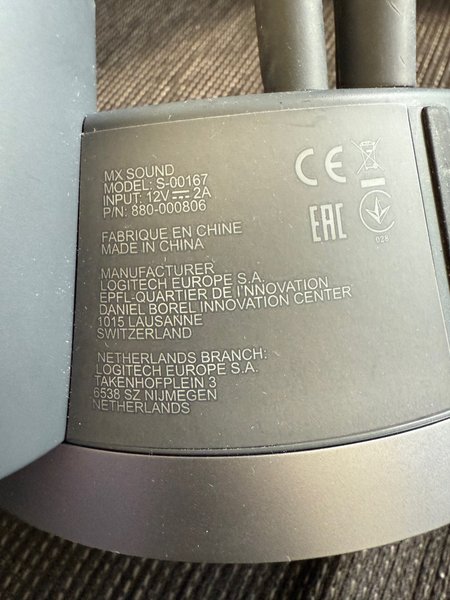 MX SOUND
MODEL: S-00167
INPUT: 12V⎓2A
P/N: 880-000806
FABRIQUE EN CHINE
MADE IN CHINA
MANUFACTURER
LOGITECH EUROPE S.A.
EPFL-QUARTIER DE I'NNOVATION
DANIEL BOREL INNOVATION CENTER
1015 LAUSANNE
SWITZERLAND
NETHERLANDS BRANCH:
LOGITECH EUROPE S.A.
TAKENHOFPLEIN 3
6538 SZ NIJMEGEN
NETHERLANDS
CE
EAC
028